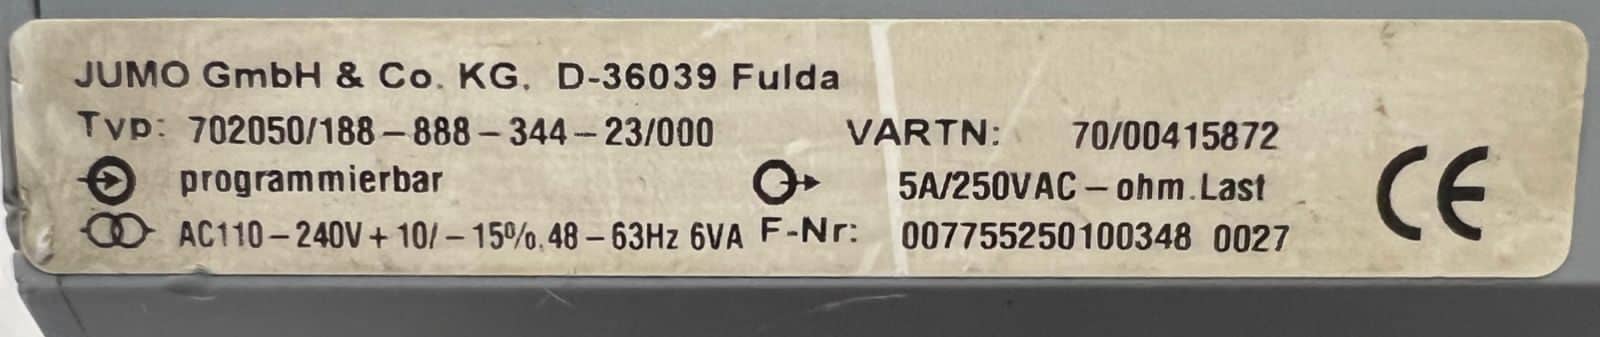 JUMO GmbH & Co. KG, D-36039 Fulda
Typ: 702050/188-888-344-23/000 VARTN: 70/00415872
programmierbar 5A/250VAC-ohm.Last
AC110-240V+10/-15%,48-63Hz 6VA F-Nr: 007755250100348 0027
CE